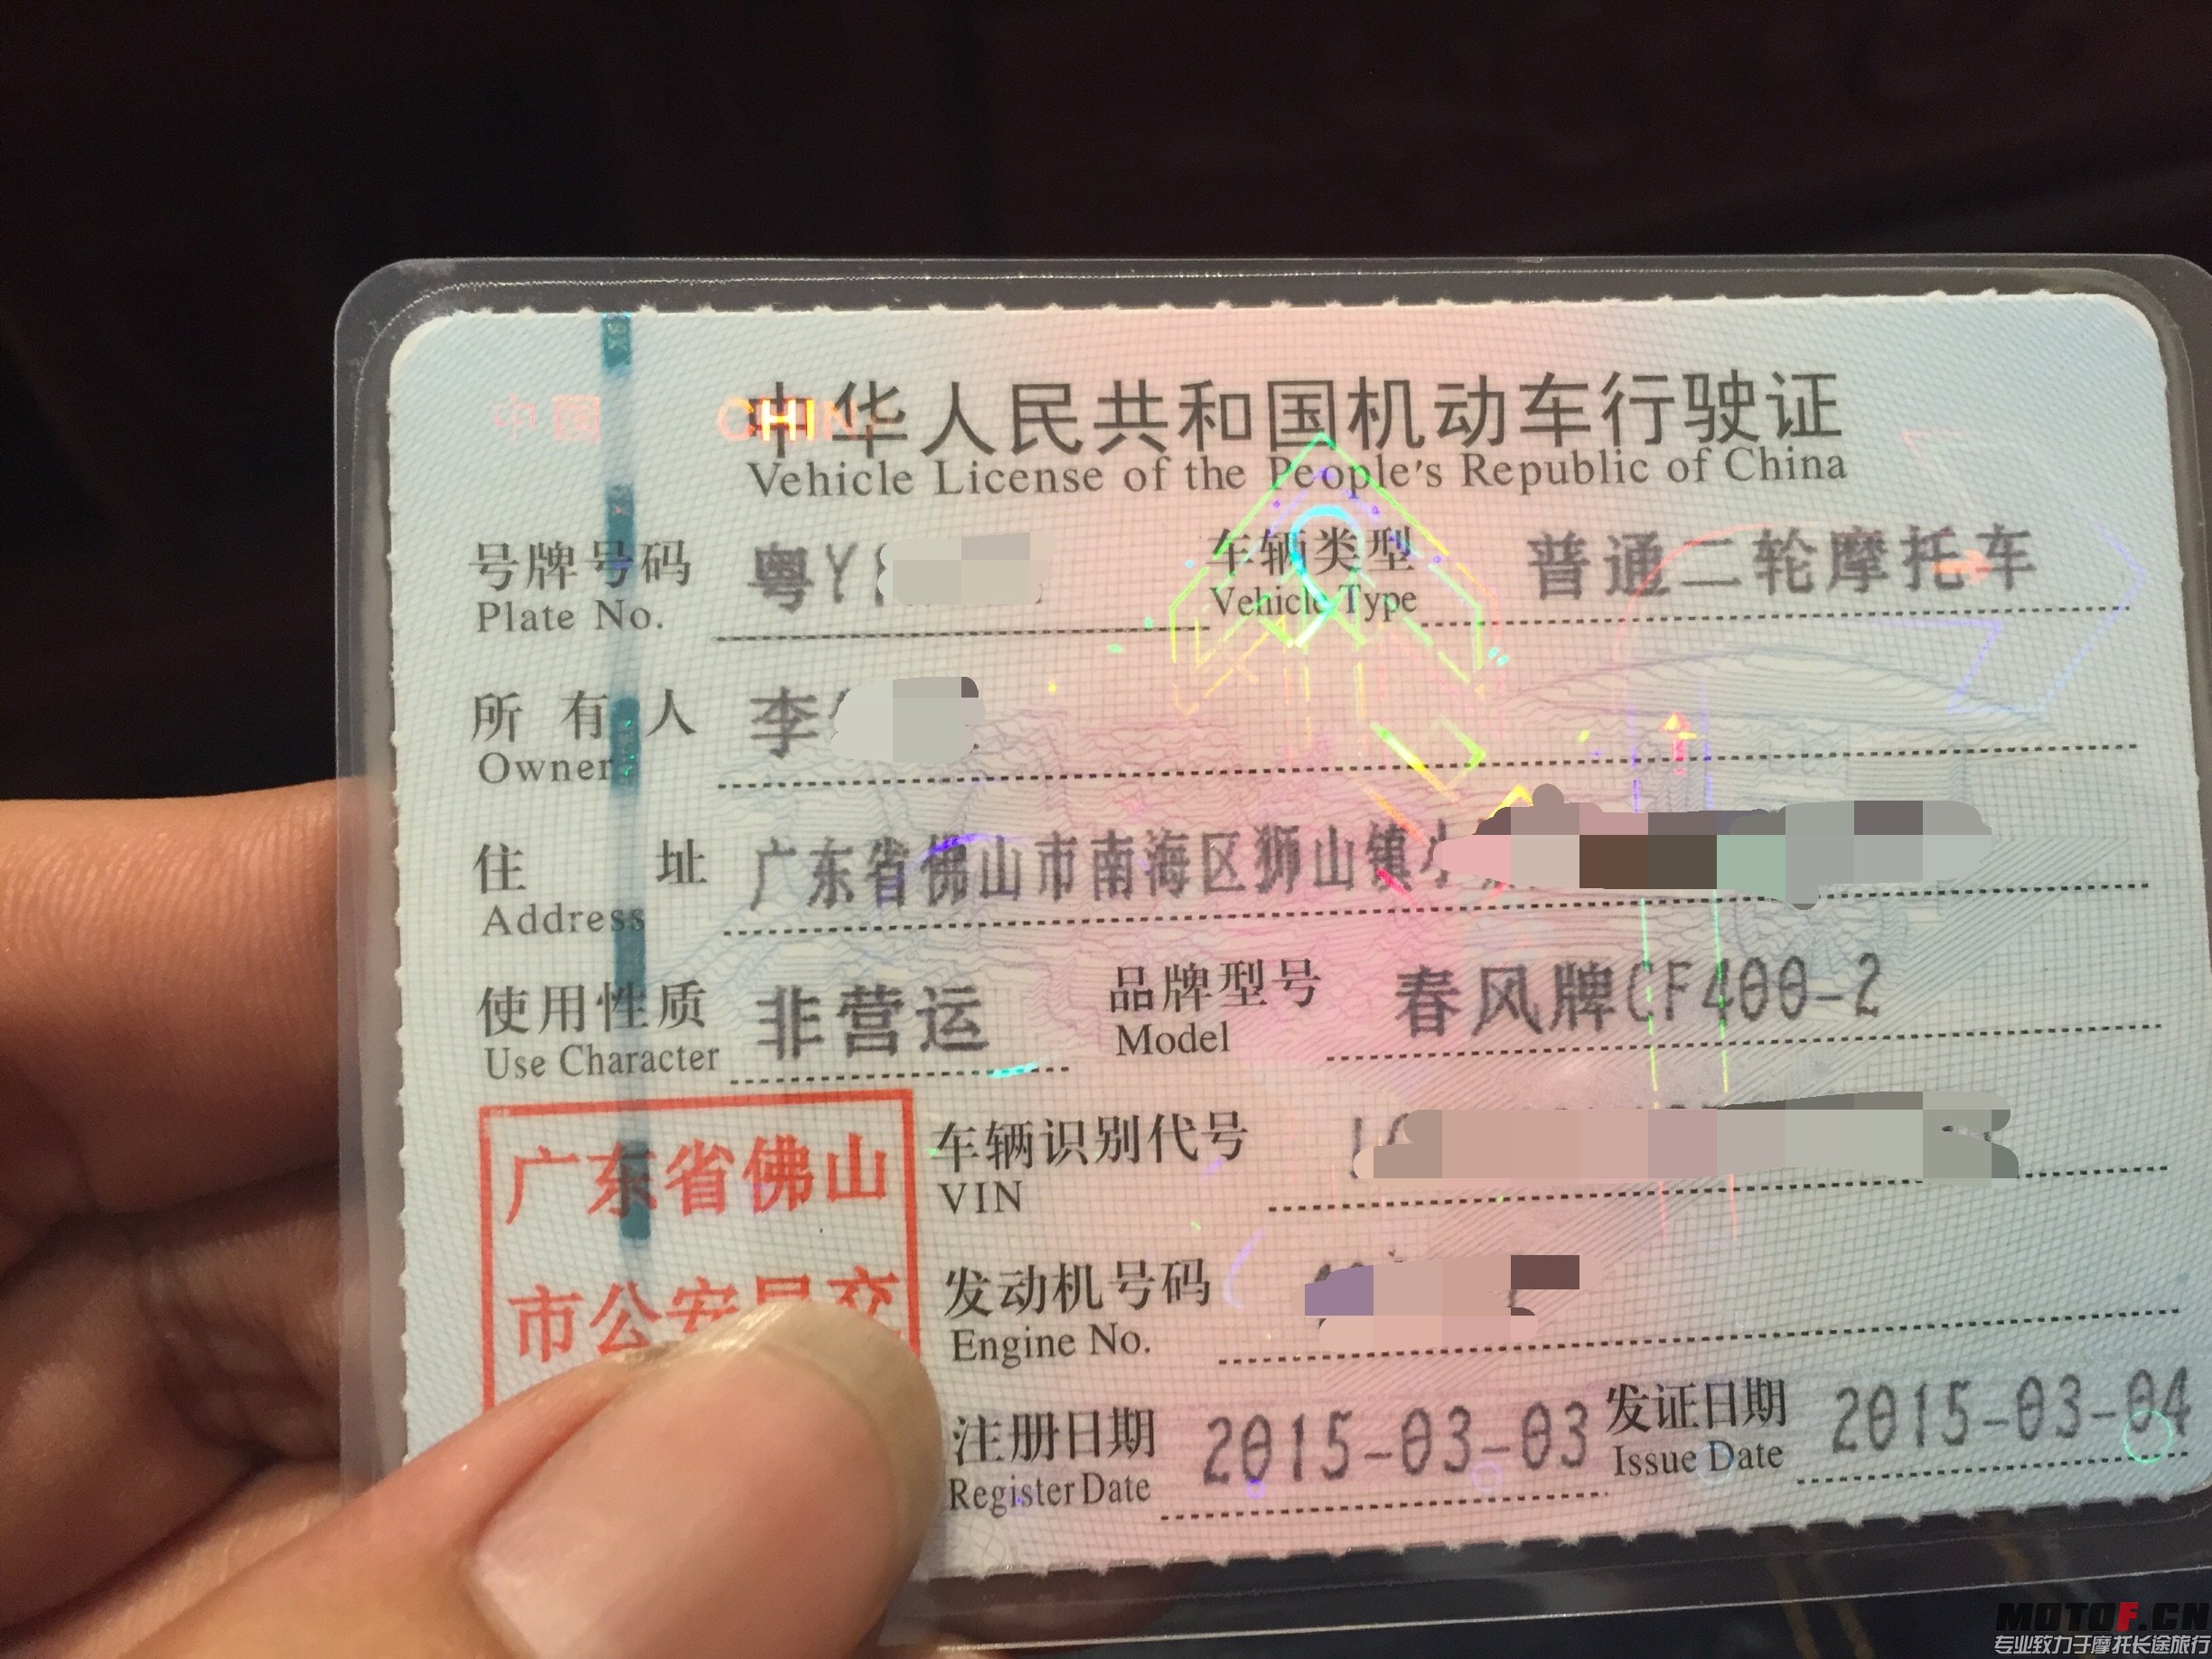 中国 CHINA
中华人民共和国机动车行驶证
Vehicle License of the People's Republic of China
号牌号码 粤Y 车辆类型 普通二轮摩托车
Plate No. Vehicle Type
所有人 李
Owner
住址 广东省佛山市南海区狮山镇
Address
使用性质 非营运 品牌型号 春风牌CF400-2
Use Character Model
广东省佛山
市公安局交
车辆识别代号
VIN
发动机号码
Engine No.
注册日期 2015-03-03 发证日期 2015-03-04
Register Date Issue Date
MOTOF.CN
专业致力于摩托长途旅行